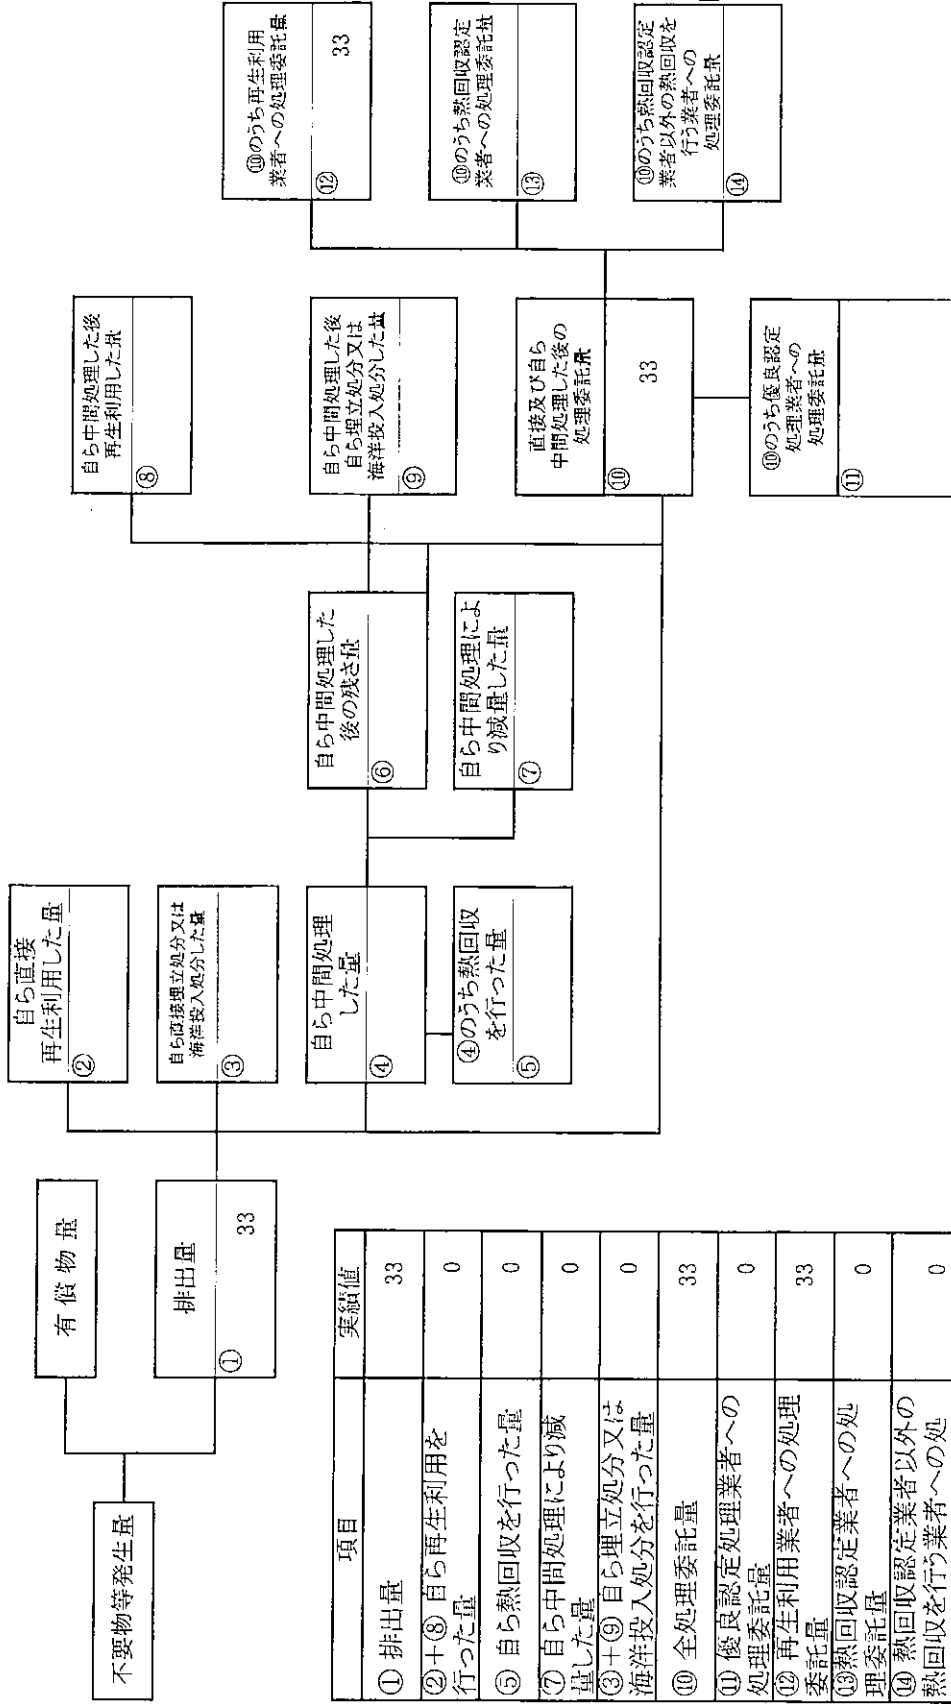 不要物等発生量
有償物量
排出量
①
33
自ら直接
再生利用した量
②
自ら直接埋立処分又は
海洋投入処分した量
③
自ら中間処理
した量
④
④のうち熱回収
を行った量
⑤
自ら中間処理した
後の残さ量
⑥
自ら中間処理によ
り減量した量
⑦
自ら中間処理した後
再生利用した量
⑧
自ら中間処理した後
自ら埋立処分又は
海洋投入処分した量
⑨
直接及び自ら
中間処理した後の
処理委託量
⑩
33
⑩のうち優良認定
処理業者への
処理委託量
⑪
⑩のうち再生利用
業者への処理委託量
⑫
33
⑩のうち熱回収認定
業者への処理委託量
⑬
⑩のうち熱回収認定
業者以外の熱回収を
行う業者への
処理委託量
⑭
項目 実績値
① 排出量 33
②+⑧ 自ら再生利用を
行った量 0
⑤ 自ら熱回収を行った量 0
⑦ 自ら中間処理により減
量した量 0
③+⑨ 自ら埋立処分又は
海洋投入処分を行った量 0
⑩ 全処理委託量 33
⑪ 優良認定処理業者への
処理委託量 0
⑫ 再生利用業者への処理
委託量 33
⑬熱回収認定業者への処
理委託量 0
⑭ 熱回収認定業者以外の
熱回収を行う業者への処 0